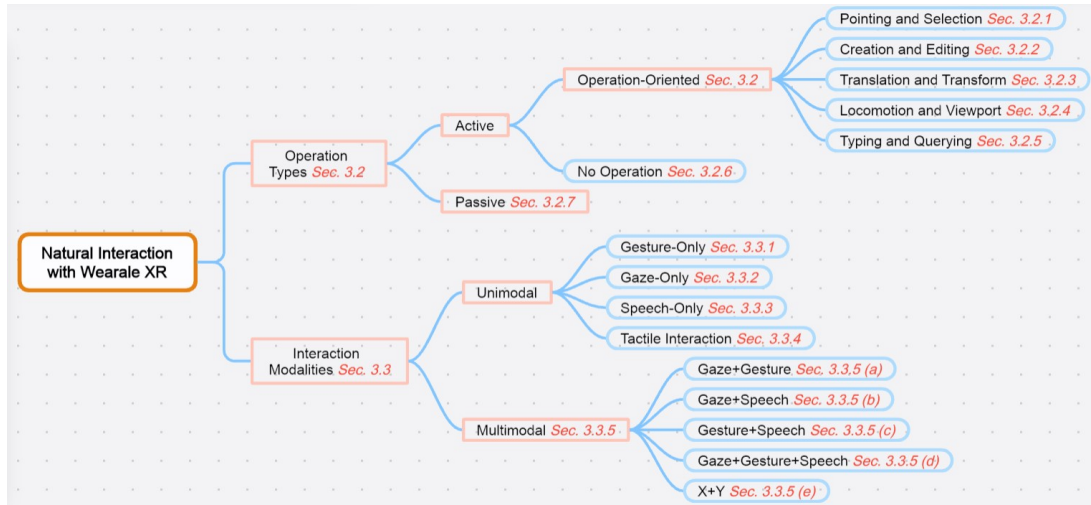 Pointing and Selection Sec. 3.2.1
Creation and Editing Sec. 3.2.2
Operation-Oriented Sec. 3.2
Translation and Transform Sec. 3.2.3
Locomotion and Viewport Sec. 3.2.4
Active
Typing and Querying Sec. 3.2.5
Operation
Types Sec. 3.2
No Operation Sec. 3.2.6
Passive Sec. 3.2.7
Natural Interaction
with Wearale XR
Gesture-Only Sec. 3.3.1
Gaze-Only Sec. 3.3.2
Unimodal
Speech-Only Sec. 3.3.3
Tactile Interaction Sec. 3.3.4
Interaction
Modalities Sec. 3.3
Gaze+Gesture Sec. 3.3.5 (a)
Gaze+Speech Sec. 3.3.5 (b)
Multimodal Sec. 3.3.5
Gesture+Speech Sec. 3.3.5 (c)
Gaze+Gesture+Speech Sec. 3.3.5 (d)
X+Y Sec. 3.3.5 (e)